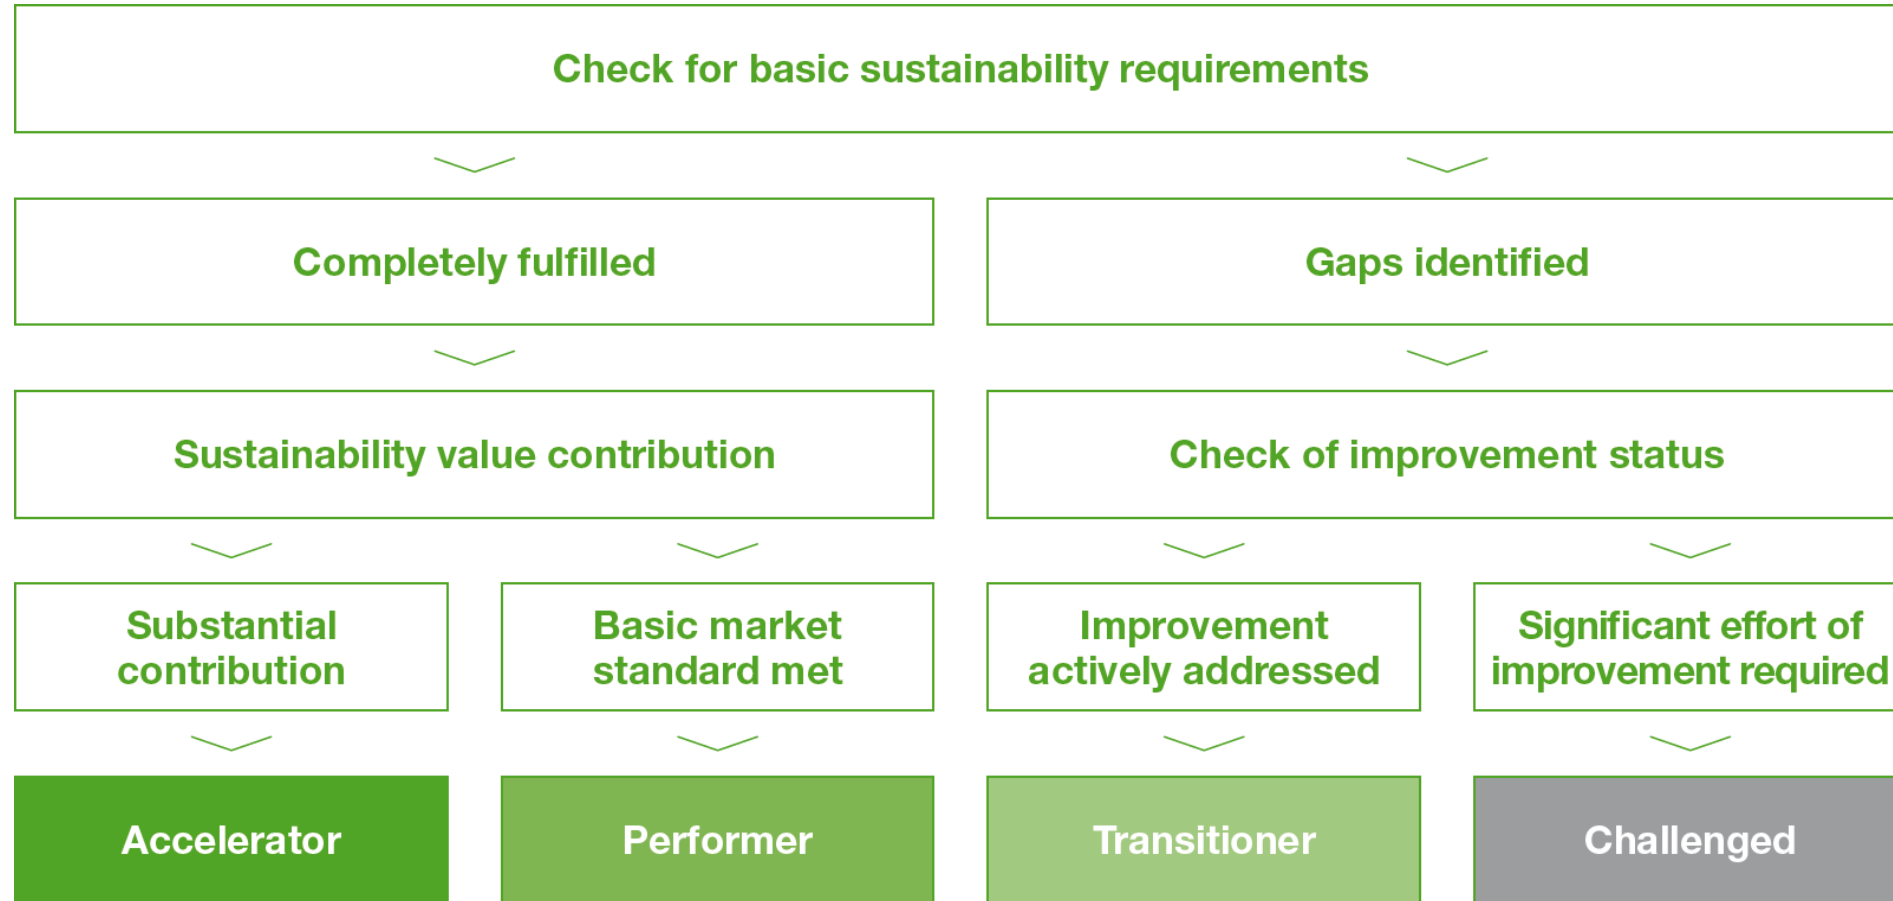 Check for basic sustainability requirements
Completely fulfilled
Gaps identified
Sustainability value contribution
Check of improvement status
Substantial
contribution
Basic market
standard met
Improvement
actively addressed
Significant effort of
improvement required
Accelerator
Performer
Transitioner
Challenged